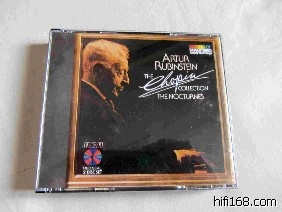 ARTUR
RUBINSTEIN
THE
Chopin
COLLECTION
THE NOCTURNES
hifi168.com